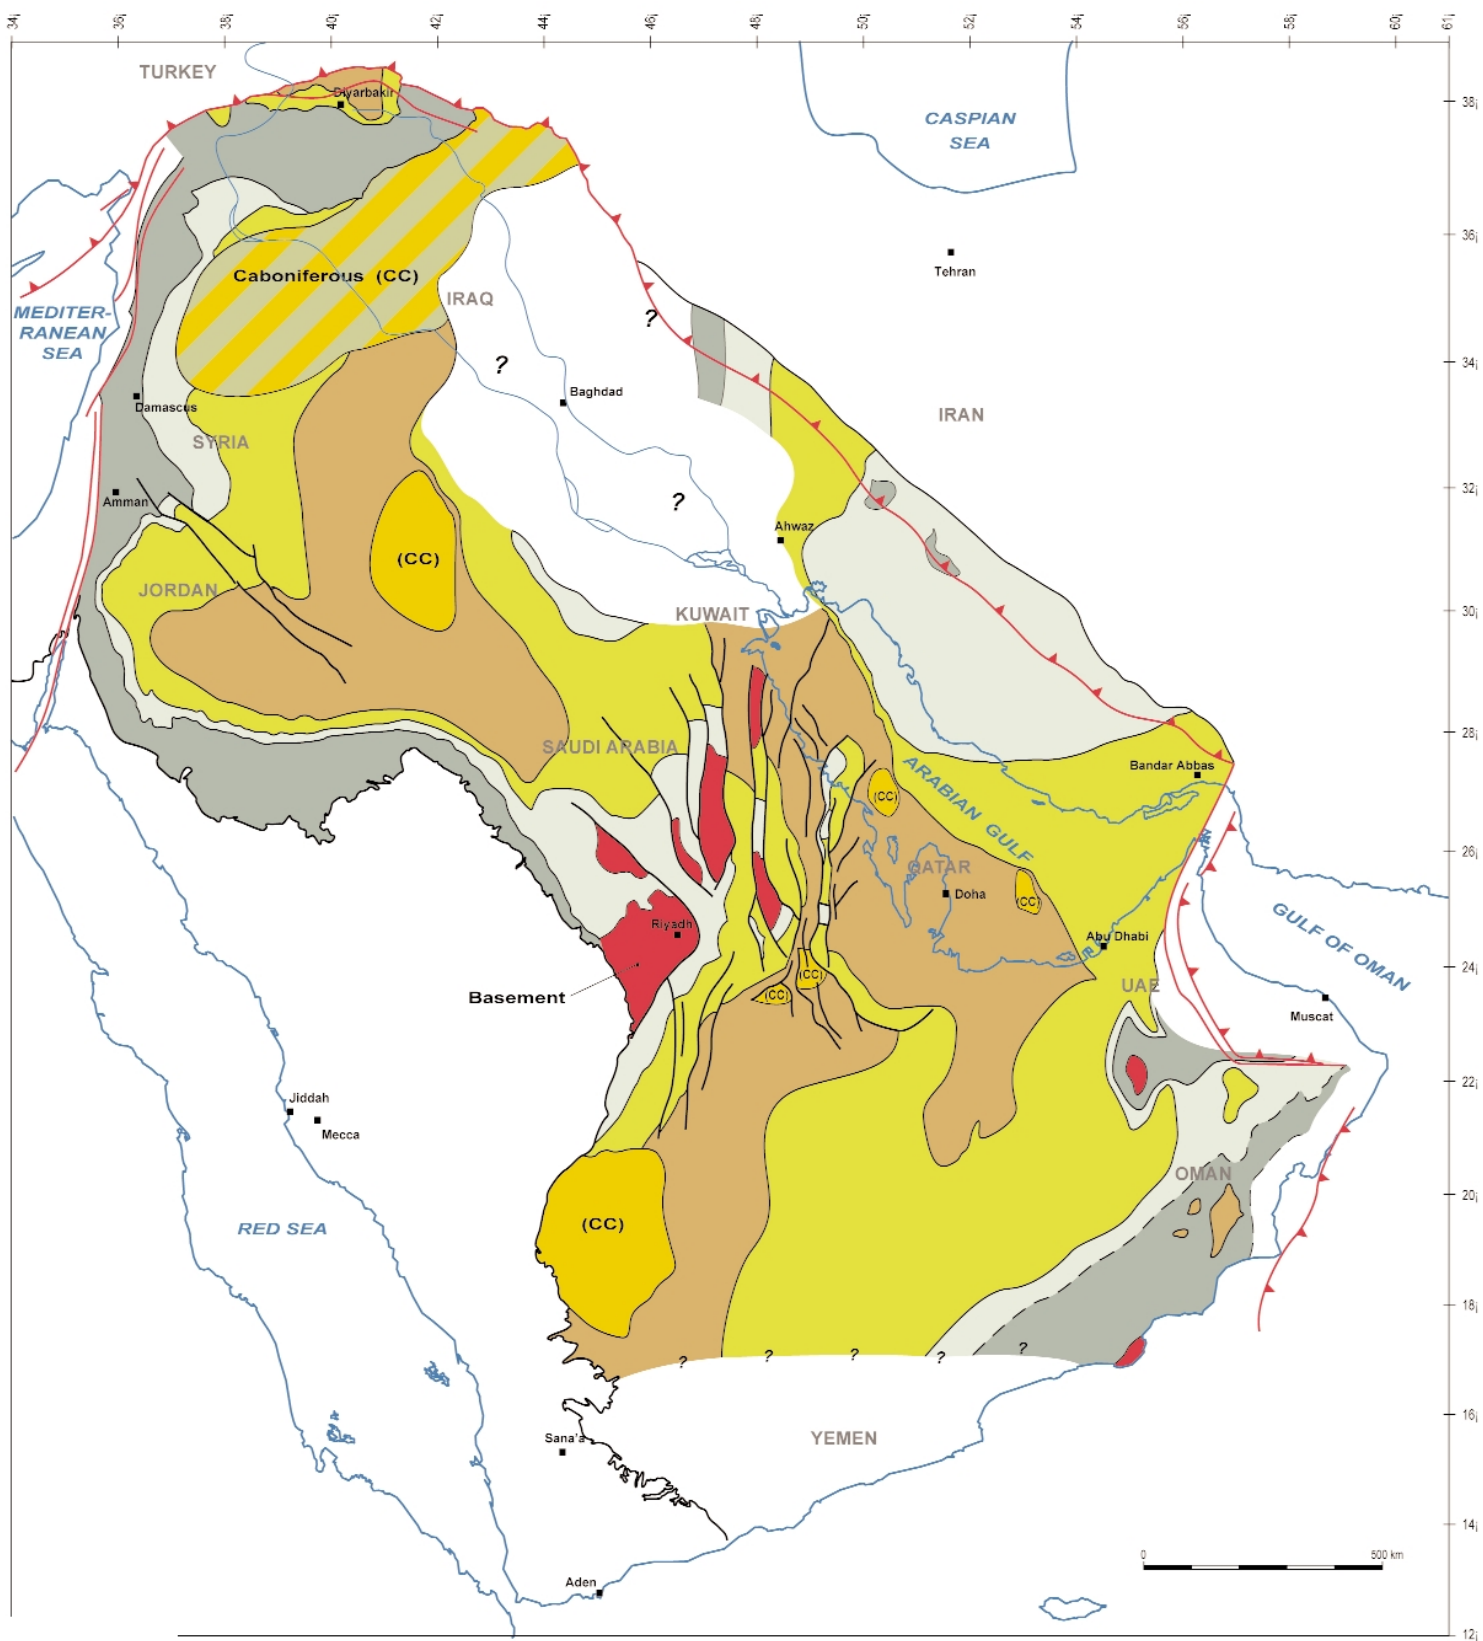 34¡ 36¡ 38¡ 40¡ 42¡ 44¡ 46¡ 48¡ 50¡ 52¡ 54¡ 56¡ 58¡ 60¡ 61¡
TURKEY
Diyarbakir
38¡
CASPIAN
SEA
36¡
Tehran
Caboniferous (CC)
IRAQ
MEDITER-
RANEAN
SEA
?
?
34¡
Baghdad
Damascus
SYRIA
IRAN
32¡
?
Amman
Ahwaz
(CC)
JORDAN
KUWAIT
30¡
SAUDI ARABIA
28¡
ARABIAN GULF
Bandar Abbas
(CC)
26¡
QATAR
Doha
(CC)
Riyadh
GULF OF OMAN
Abu Dhabi
24¡
(CC)
UAE
(CC)
Basement
Muscat
22¡
Jiddah
Mecca
OMAN
20¡
RED SEA
(CC)
18¡
?
?
?
?
?
16¡
Sana'a
YEMEN
14¡
0
500 km
Aden
12¡